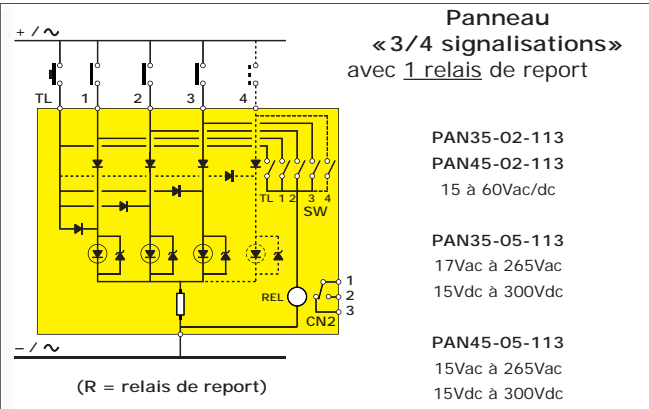 Panneau
«3/4 signalisations»
avec 1 relais de report
+ / ∿
TL 1 2 3 4
TL 1 2 3 4
SW
REL
1
2
3
CN2
– / ∿
(R = relais de report)
PAN35-02-113
PAN45-02-113
15 à 60Vac/dc
PAN35-05-113
17Vac à 265Vac
15Vdc à 300Vdc
PAN45-05-113
15Vac à 265Vac
15Vdc à 300Vdc